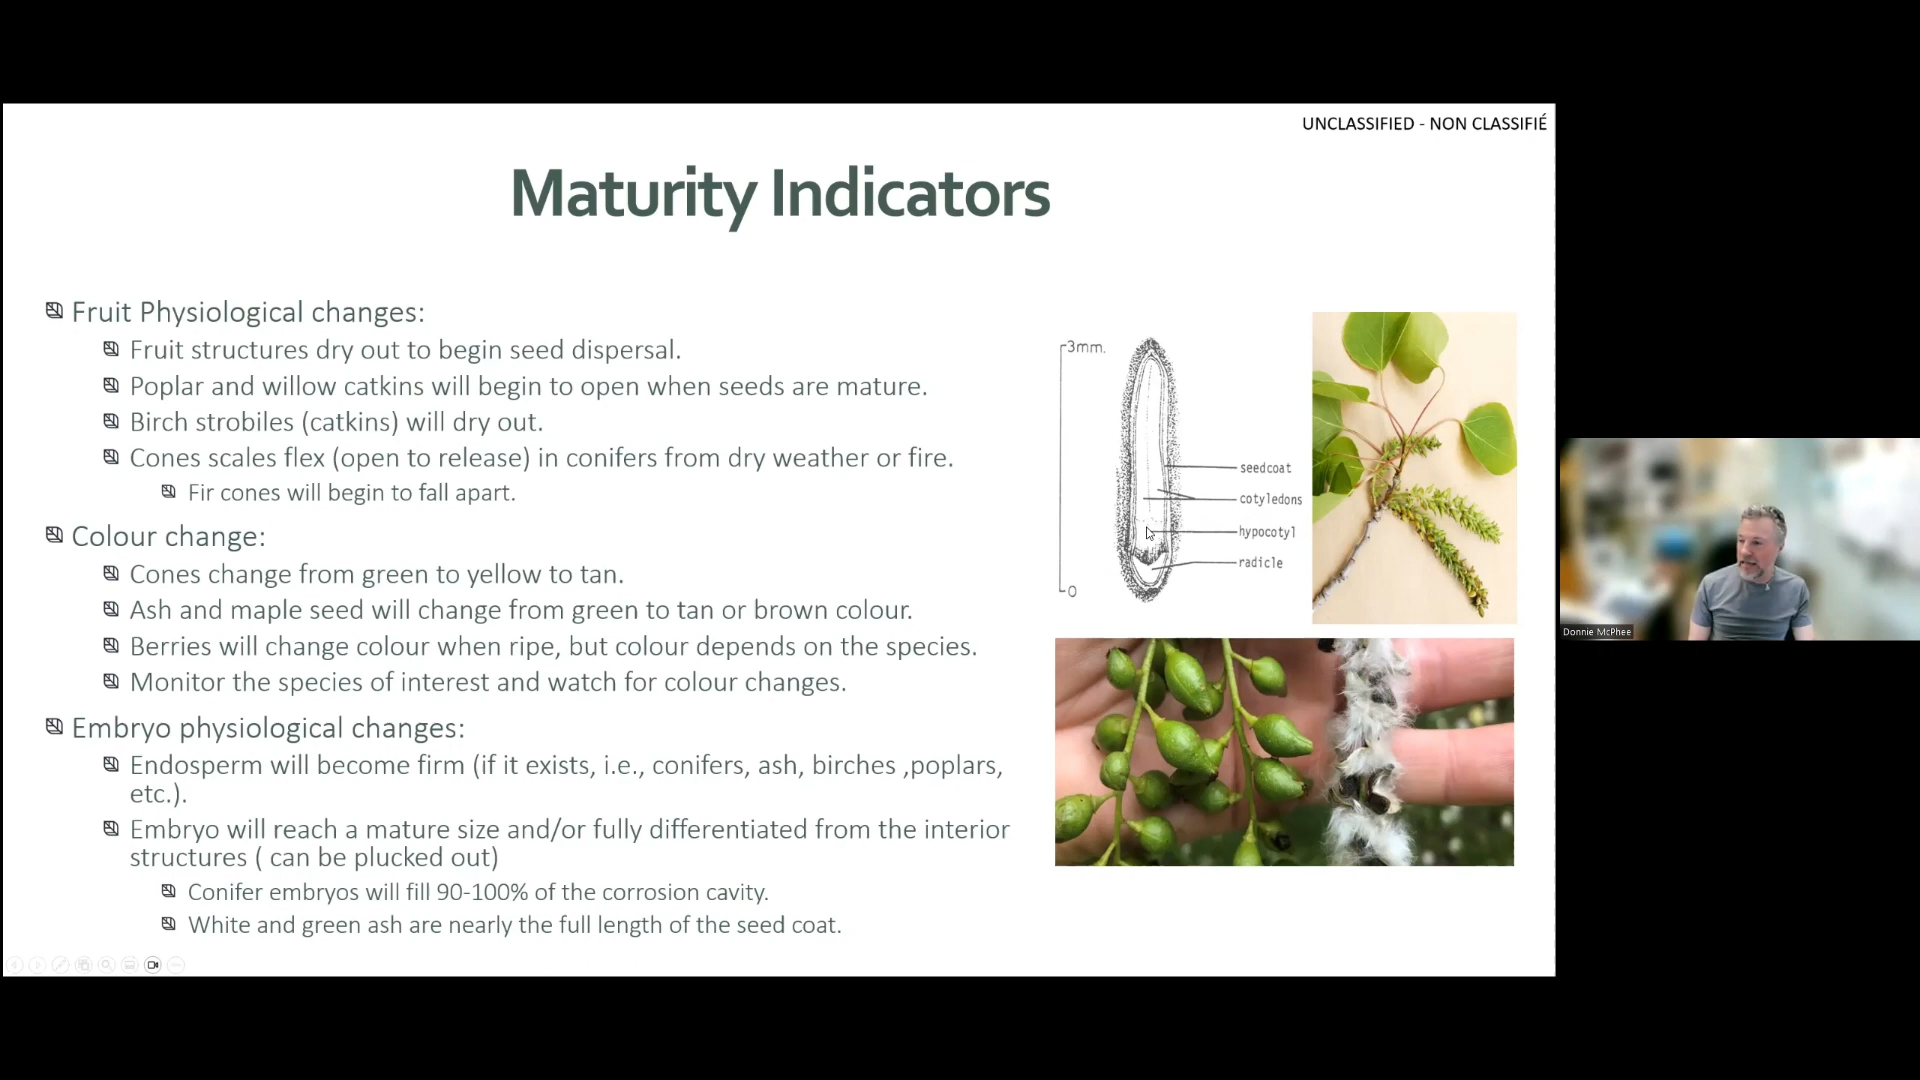 UNCLASSIFIED - NON CLASSIFIÉ
Maturity Indicators
Fruit Physiological changes:
Fruit structures dry out to begin seed dispersal.
Poplar and willow catkins will begin to open when seeds are mature.
Birch strobiles (catkins) will dry out.
Cones scales flex (open to release) in conifers from dry weather or fire.
Fir cones will begin to fall apart.
Colour change:
Cones change from green to yellow to tan.
Ash and maple seed will change from green to tan or brown colour.
Berries will change colour when ripe, but colour depends on the species.
Monitor the species of interest and watch for colour changes.
Embryo physiological changes:
Endosperm will become firm (if it exists, i.e., conifers, ash, birches ,poplars,
etc.).
Embryo will reach a mature size and/or fully differentiated from the interior
structures ( can be plucked out)
Conifer embryos will fill 90-100% of the corrosion cavity.
White and green ash are nearly the full length of the seed coat.
3mm.
seedcoat
cotyledons
hypocotyl
radicle
0
Donnie McPhee